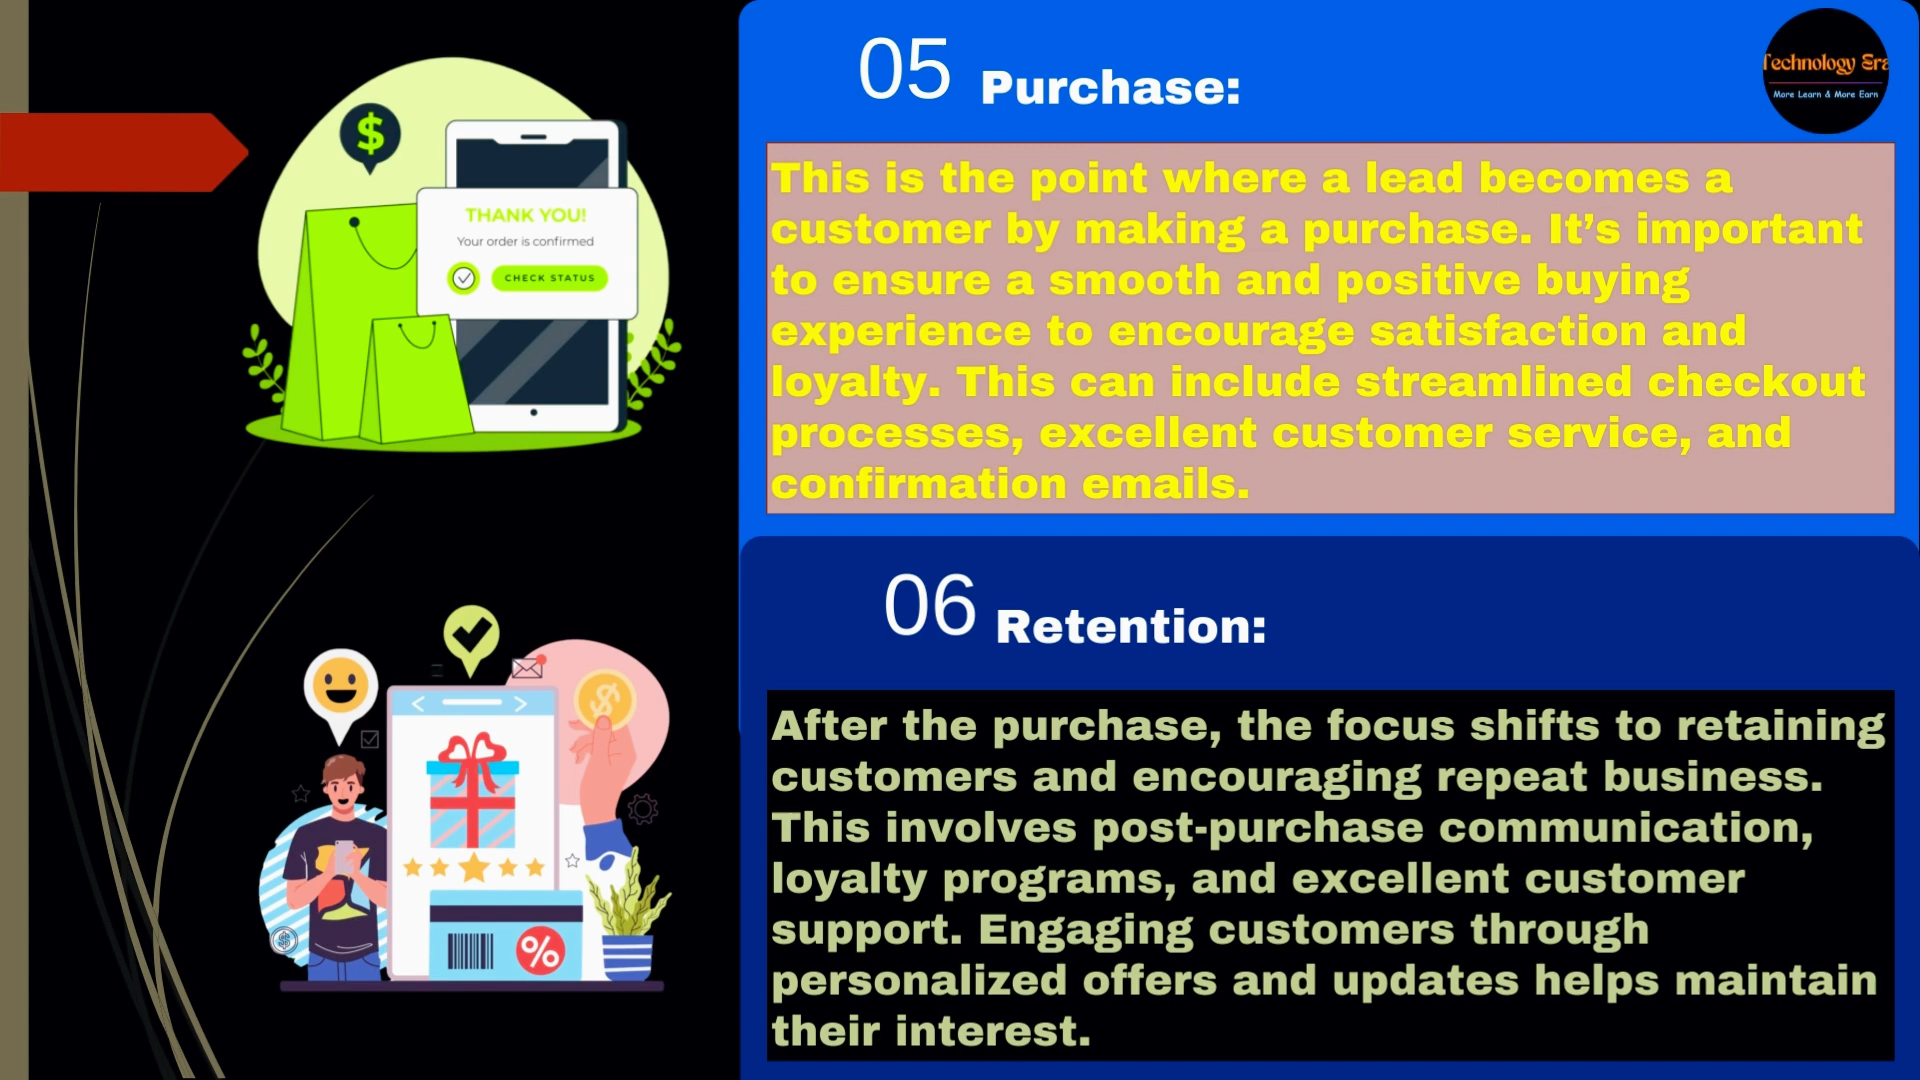 05 Purchase:
Technology Era
More Learn & More Earn
This is the point where a lead becomes a
customer by making a purchase. It’s important
to ensure a smooth and positive buying
experience to encourage satisfaction and
loyalty. This can include streamlined checkout
processes, excellent customer service, and
confirmation emails.
$
THANK YOU!
Your order is confirmed
CHECK STATUS
06 Retention:
After the purchase, the focus shifts to retaining
customers and encouraging repeat business.
This involves post-purchase communication,
loyalty programs, and excellent customer
support. Engaging customers through
personalized offers and updates helps maintain
their interest.
$
$
%